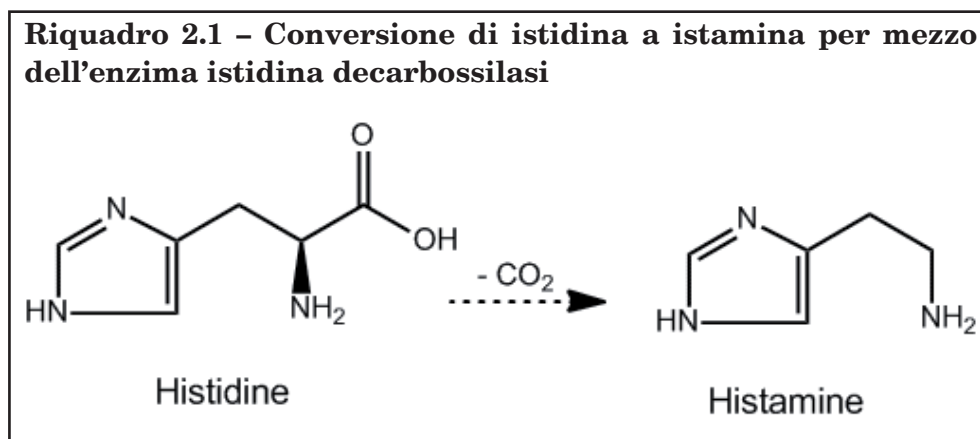 Riquadro 2.1 – Conversione di istidina a istamina per mezzo
dell'enzima istidina decarbossilasi
O
N
OH
HN
NH2
- CO2
N
HN
NH2
Histidine
Histamine